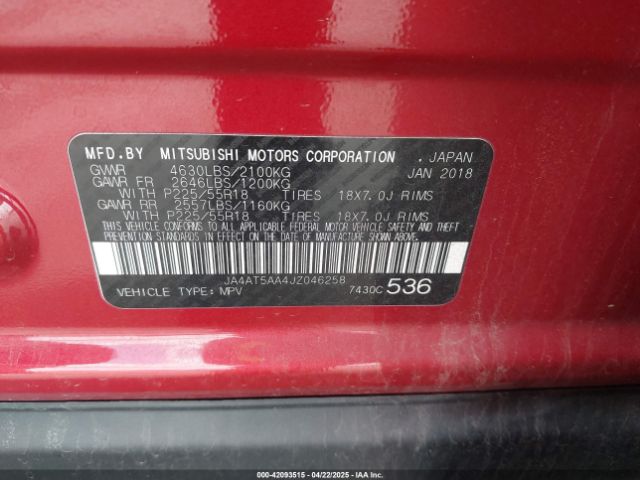 MFD.BY MITSUBISHI MOTORS CORPORATION . JAPAN
GVWR 4630LBS/2100KG JAN 2018
GAWR FR 2646LBS/1200KG
WITH P225/55R18 TIRES 18X7.0J RIMS
GAWR RR 2557LBS/1160KG
WITH P225/55R18 TIRES 18X7.0J RIMS
THIS VEHICLE CONFORMS TO ALL APPLICABLE FEDERAL MOTOR VEHICLE SAFETY AND THEFT
PREVENTION STANDARDS IN EFFECT ON THE DATE OF MANUFACTURE SHOWN ABOVE.
JA4AT5AA4JZ046258
VEHICLE TYPE: MPV 7430C 536
000-42093515 - 04/22/2025 - IAAI.COM